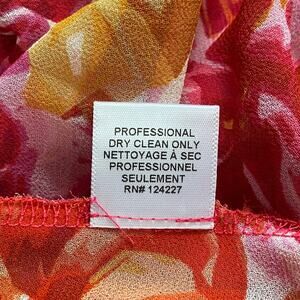 PROFESSIONAL
DRY CLEAN ONLY
NETTOYAGE À SEC
PROFESSIONNEL
SEULEMENT
RN# 124227